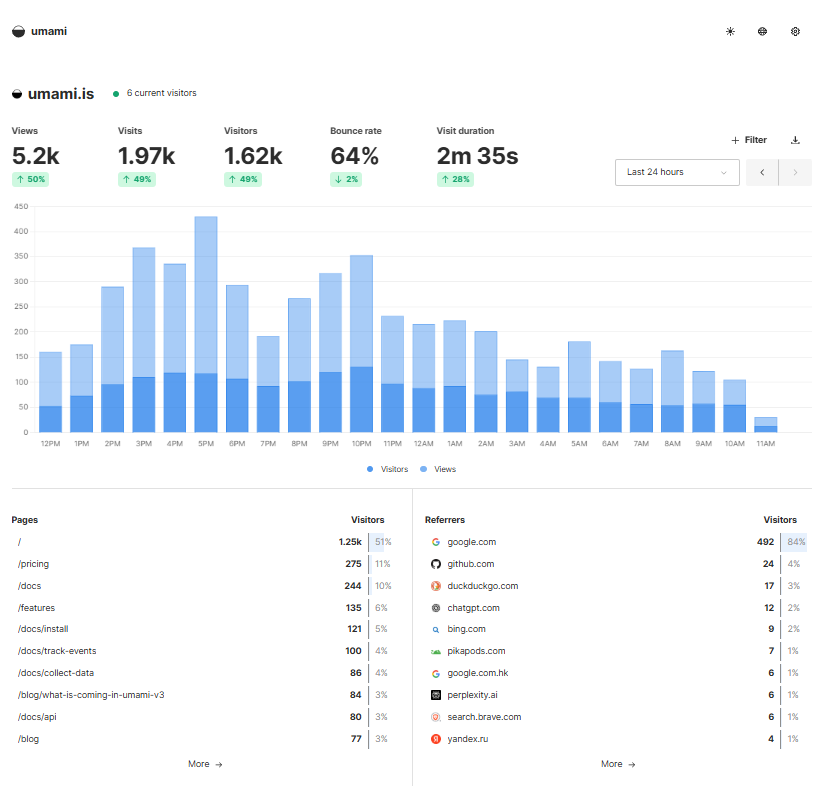 umami
umami.is 6 current visitors
Views Visits Visitors Bounce rate Visit duration
Filter
5.2k 1.97k 1.62k 64% 2m 35s
↑ 50% ↑ 49% ↑ 49% ↓ 2% ↑ 28%
Last 24 hours
450
400
350
300
250
200
150
100
50
0
12PM 1PM 2PM 3PM 4PM 5PM 6PM 7PM 8PM 9PM 10PM 11PM 12AM 1AM 2AM 3AM 4AM 5AM 6AM 7AM 8AM 9AM 10AM 11AM
Visitors Views
Pages Visitors
/ 1.25k 51%
/pricing 275 11%
/docs 244 10%
/features 135 6%
/docs/install 121 5%
/docs/track-events 100 4%
/docs/collect-data 86 4%
/blog/what-is-coming-in-umami-v3 84 3%
/docs/api 80 3%
/blog 77 3%
More →
Referrers Visitors
google.com 492 84%
github.com 24 4%
duckduckgo.com 17 3%
chatgpt.com 12 2%
bing.com 9 2%
pikapods.com 7 1%
google.com.hk 6 1%
perplexity.ai 6 1%
search.brave.com 6 1%
yandex.ru 4 1%
More →